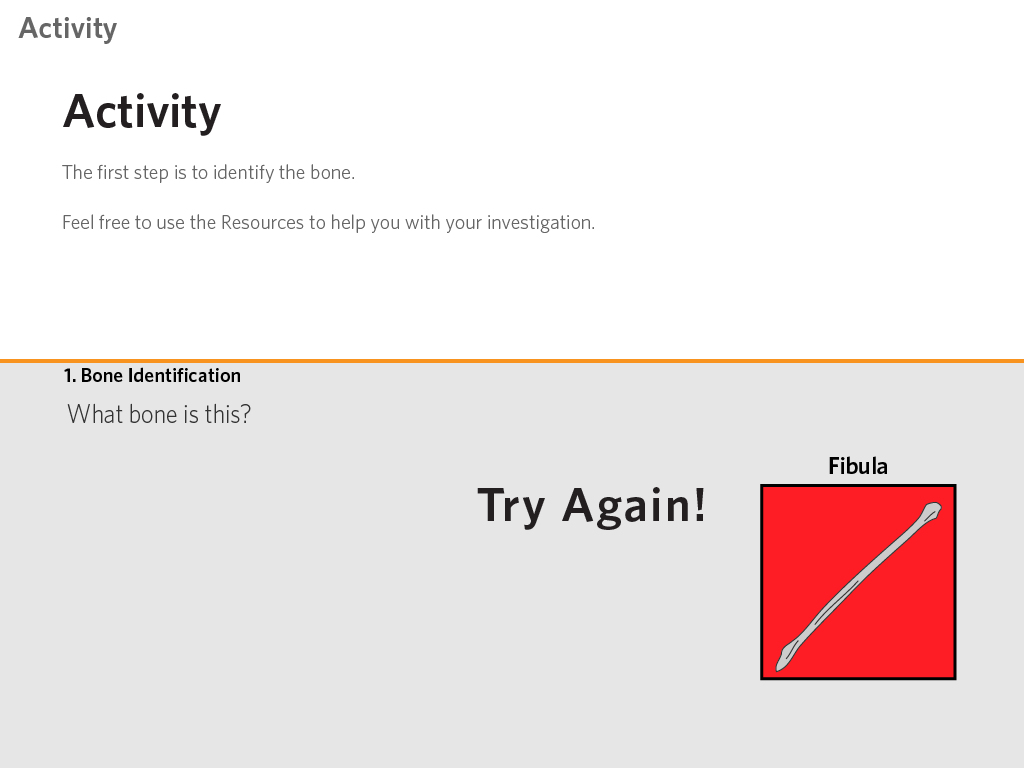 Activity
Activity
The first step is to identify the bone.
Feel free to use the Resources to help you with your investigation.
1. Bone Identification
What bone is this?
Fibula
Try Again!